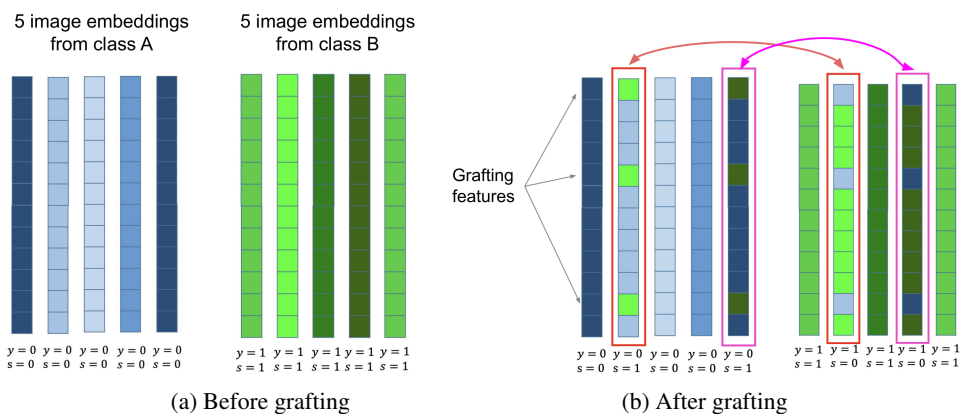 5 image embeddings
from class A
5 image embeddings
from class B
y = 0 y = 0 y = 0 y = 0 y = 0
s = 0 s = 0 s = 0 s = 0 s = 0
y = 1 y = 1 y = 1 y = 1 y = 1
s = 1 s = 1 s = 1 s = 1 s = 1
(a) Before grafting
Grafting
features
y = 0 y = 0 y = 0 y = 0 y = 0
s = 0 s = 1 s = 0 s = 0 s = 1
y = 1 y = 1 y = 1 y = 1 y = 1
s = 1 s = 0 s = 1 s = 0 s = 1
(b) After grafting